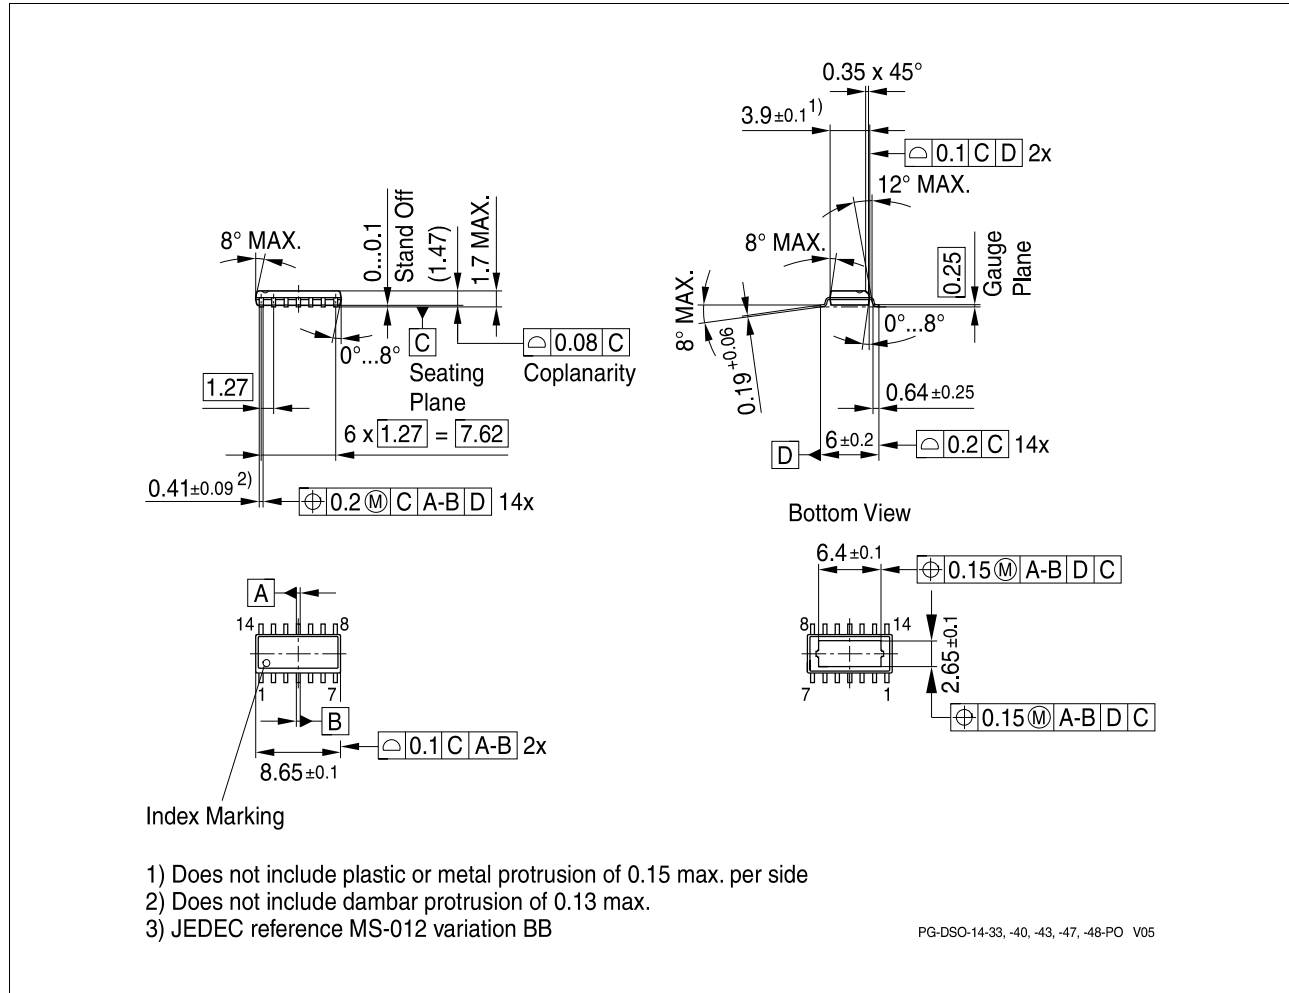 0.35 x 45°
3.9 ±0.1 1)
0.1 C D 2x
12° MAX.
8° MAX.
8° MAX.
0.25
Gauge
Plane
0°...8°
0.19 +0.06
0.64 ±0.25
D
6 ±0.2
0.2 C 14x
8° MAX.
0...0.1
Stand Off
(1.47)
1.7 MAX.
0°...8°
C
Seating
Plane
0.08 C
Coplanarity
1.27
6 x 1.27 = 7.62
0.41 ±0.09 2)
0.2 Ⓜ C A-B D 14x
A
14 8
1 7
B
0.1 C A-B 2x
8.65 ±0.1
Index Marking
Bottom View
6.4 ±0.1
0.15 Ⓜ A-B D C
8 14
7 1
2.65 ±0.1
0.15 Ⓜ A-B D C
1) Does not include plastic or metal protrusion of 0.15 max. per side
2) Does not include dambar protrusion of 0.13 max.
3) JEDEC reference MS-012 variation BB
PG-DSO-14-33, -40, -43, -47, -48-PO V05